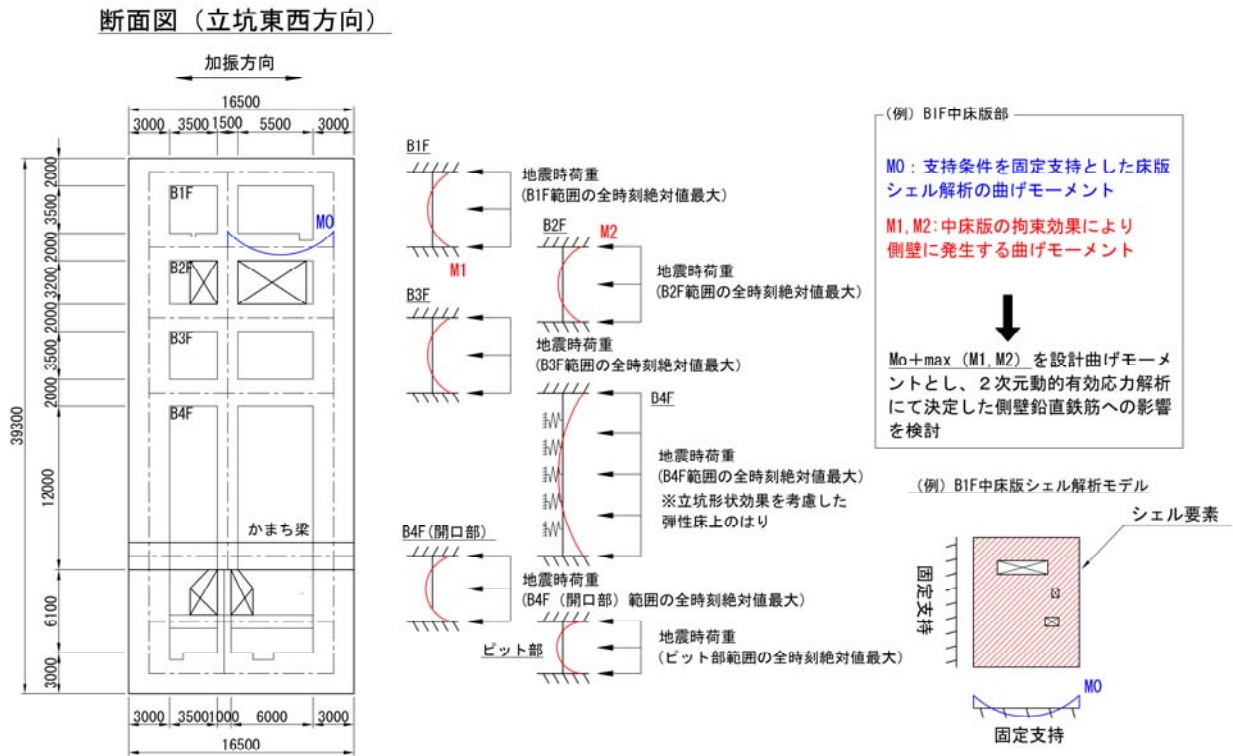 断面図（立坑東西方向）
加振方向
16500
3000 3500 1500 5500 3000
39300
2000
3500
2000
3200
2000
3500
2000
12000
6100
3000
B1F
M0
B2F
B3F
B4F
かまち梁
3000 3500 1000 6000 3000
16500
B1F
地震時荷重
(B1F範囲の全時刻絶対値最大)
M1
B2F
M2
地震時荷重
(B2F範囲の全時刻絶対値最大)
B3F
地震時荷重
(B3F範囲の全時刻絶対値最大)
B4F
地震時荷重
(B4F範囲の全時刻絶対値最大)
※立坑形状効果を考慮した
弾性床上のはり
B4F(開口部)
地震時荷重
(B4F（開口部）範囲の全時刻絶対値最大)
ピット部
地震時荷重
(ピット部範囲の全時刻絶対値最大)
(例) B1F中床版部
M0：支持条件を固定支持とした床版
シェル解析の曲げモーメント
M1,M2:中床版の拘束効果により
側壁に発生する曲げモーメント
Mo＋max（M1,M2）を設計曲げモーメ
ントとし、２次元動的有効応力解析
にて決定した側壁鉛直鉄筋への影響
を検討
(例) B1F中床版シェル解析モデル
シェル要素
固定支持
M0
固定支持